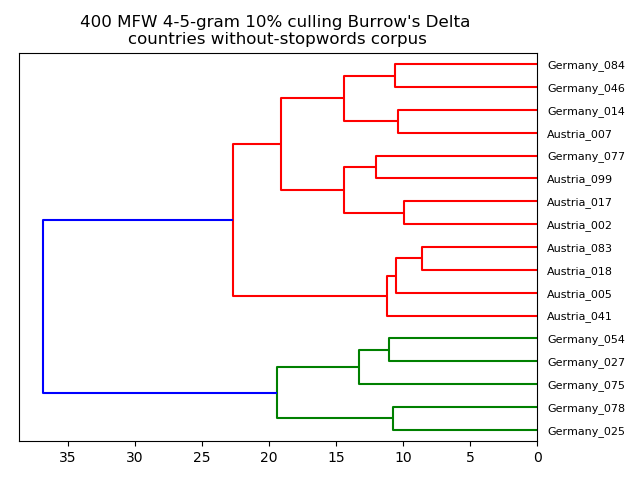 400 MFW 4-5-gram 10% culling Burrow's Delta
countries without-stopwords corpus
Germany_084
Germany_046
Germany_014
Austria_007
Germany_077
Austria_099
Austria_017
Austria_002
Austria_083
Austria_018
Austria_005
Austria_041
Germany_054
Germany_027
Germany_075
Germany_078
Germany_025
35 30 25 20 15 10 5 0